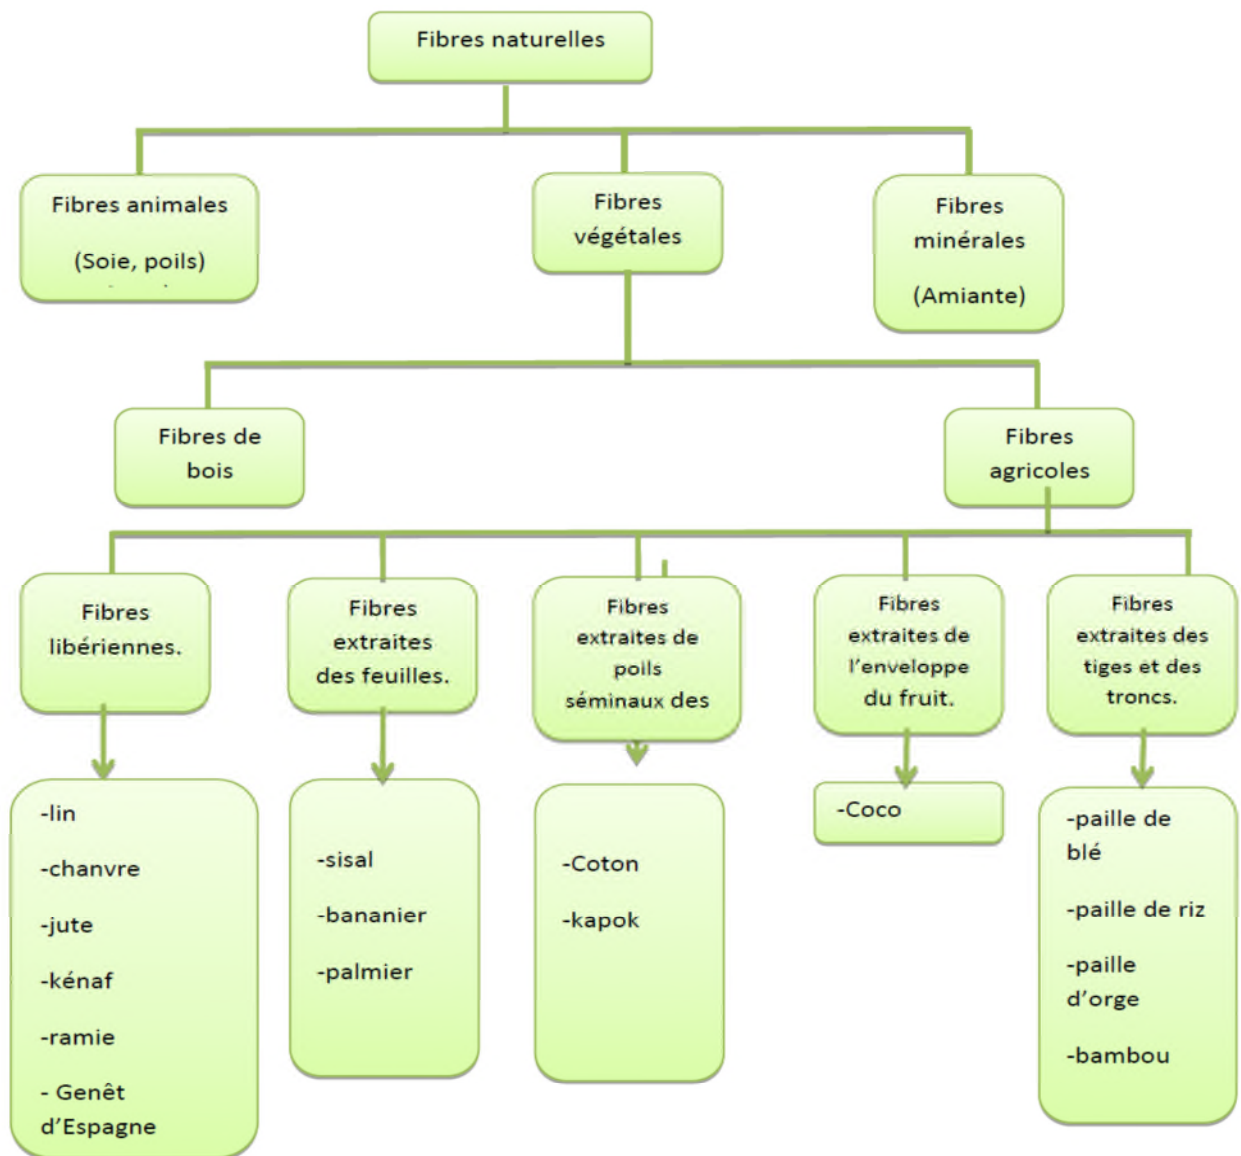 Fibres naturelles
Fibres animales
(Soie, poils)
Fibres
végétales
Fibres
minérales
(Amiante)
Fibres de
bois
Fibres
agricoles
Fibres
libériennes.
Fibres
extraites
des feuilles.
Fibres
extraites de
poils
séminaux des
Fibres
extraites de
l'enveloppe
du fruit.
Fibres
extraites des
tiges et des
troncs.
-lin
-chanvre
-jute
-kénaf
-ramie
- Genêt
d'Espagne
-sisal
-bananier
-palmier
-Coton
-kapok
-Coco
-paille de
blé
-paille de riz
-paille
d'orge
-bambou